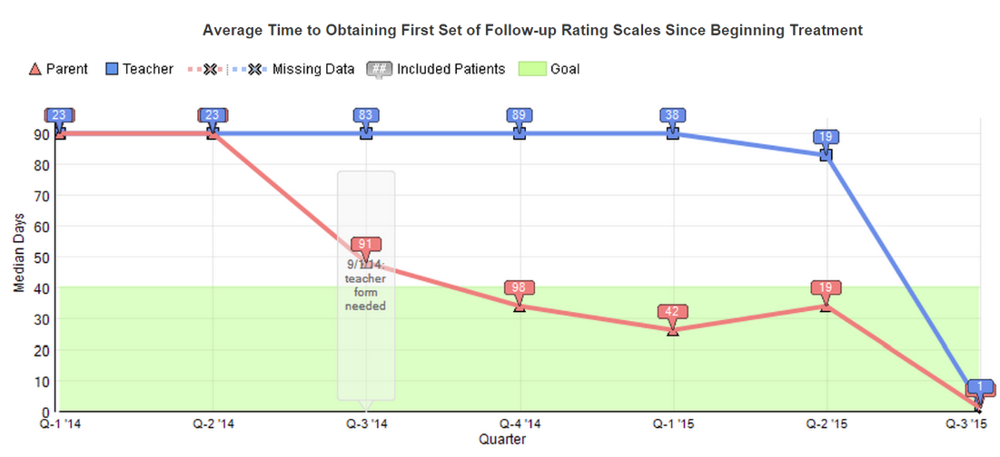 Average Time to Obtaining First Set of Follow-up Rating Scales Since Beginning Treatment
Parent Teacher Missing Data ## Included Patients Goal
23 23 83 89 38
90
19
80
70
60
91
50
9/1/14:
teacher
form
needed
Median Days
40
98 19
42
30
20
10
1
0
Q-1 '14 Q-2 '14 Q-3 '14 Q-4 '14 Q-1 '15 Q-2 '15 Q-3 '15
Quarter